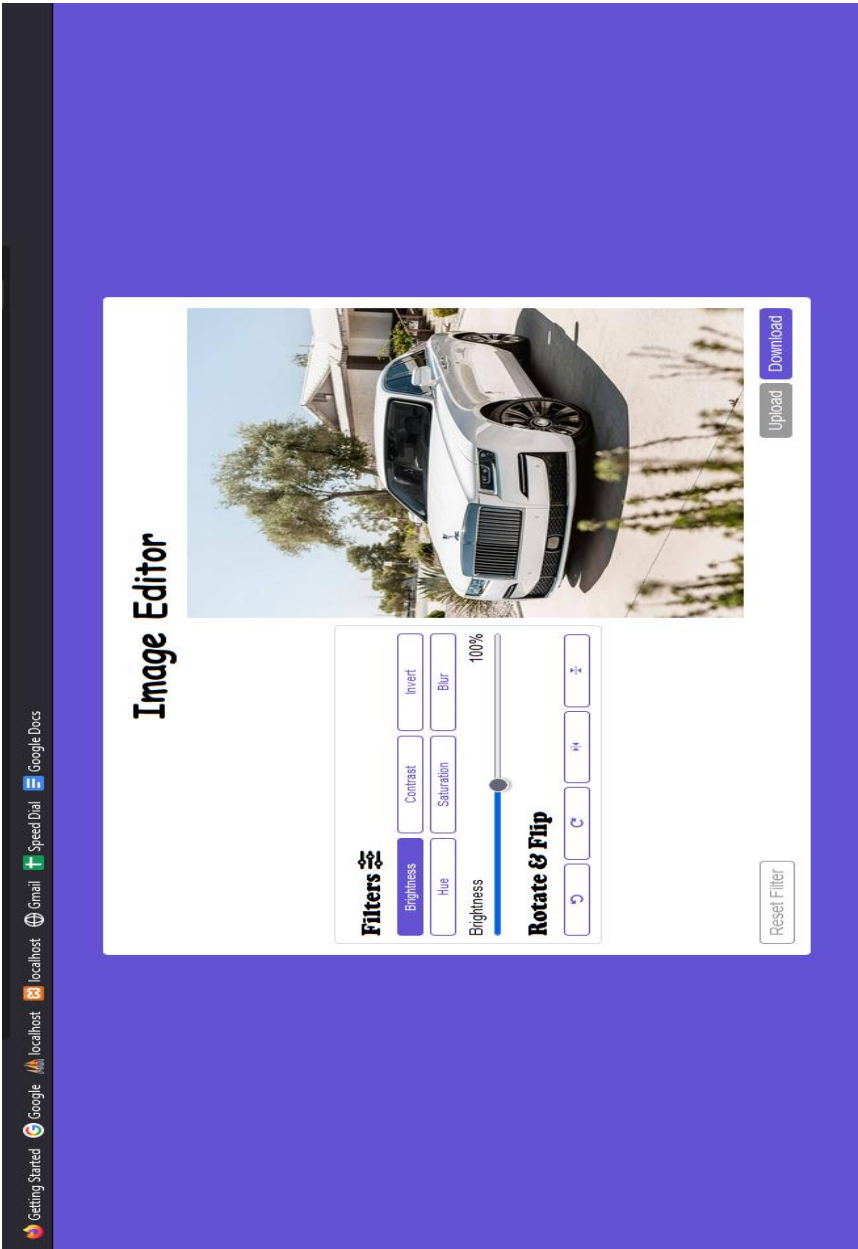 Getting Started Google localhost localhost Gmail Speed Dial Google Docs
Image Editor
Filters
Brightness Contrast Invert
Hue Saturation Blur
Brightness 100%
Rotate & Flip
Reset Filter Upload Download